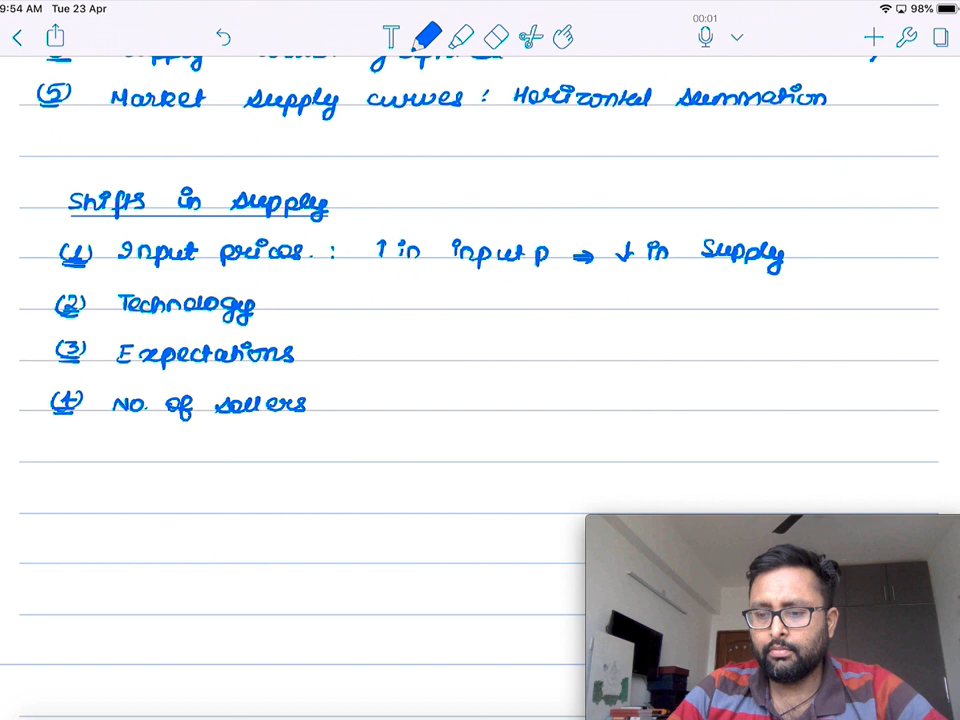 9:54 AM Tue 23 Apr
98%
00:01
T
(5) Market supply curves : Horizontal summation
Shifts in supply
(1) Input prices. : ↑ in input p ⇒ ↓ in supply
(2) Technology
(3) Expectations
(4) No. of sellers